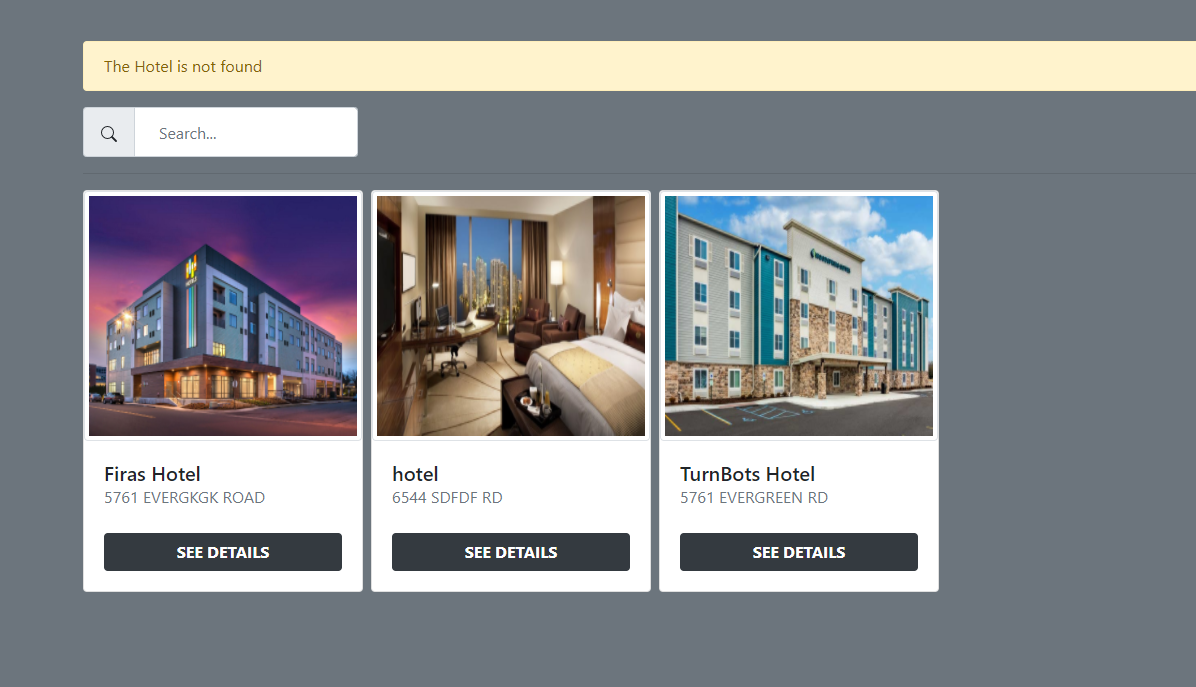 The Hotel is not found
Search...
Firas Hotel
5761 EVERGKGK ROAD
SEE DETAILS
hotel
6544 SDFDF RD
SEE DETAILS
TurnBots Hotel
5761 EVERGREEN RD
SEE DETAILS